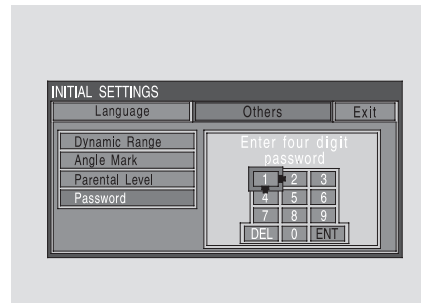 INITIAL SETTINGS
Language Others Exit
Dynamic Range
Angle Mark
Parental Level
Password
Enter four digit
password
1 2 3
4 5 6
7 8 9
DEL 0 ENT